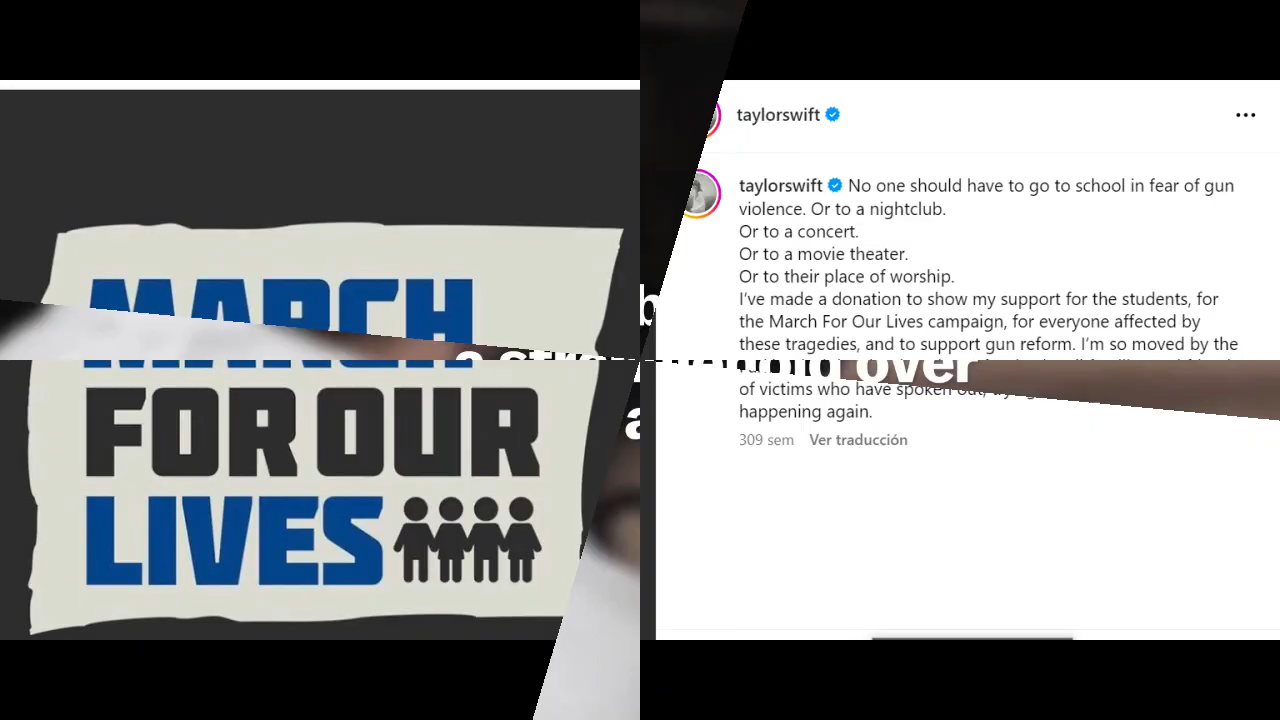 MARCH
FOR OUR
LIVES
taylorswift
taylorswift No one should have to go to school in fear of gun
violence. Or to a nightclub.
Or to a concert.
Or to a movie theater.
Or to their place of worship.
I've made a donation to show my support for the students, for
the March For Our Lives campaign, for everyone affected by
these tragedies, and to support gun reform. I'm so moved by the
of victims who have spoken out,
happening again.
309 sem Ver traducción
over